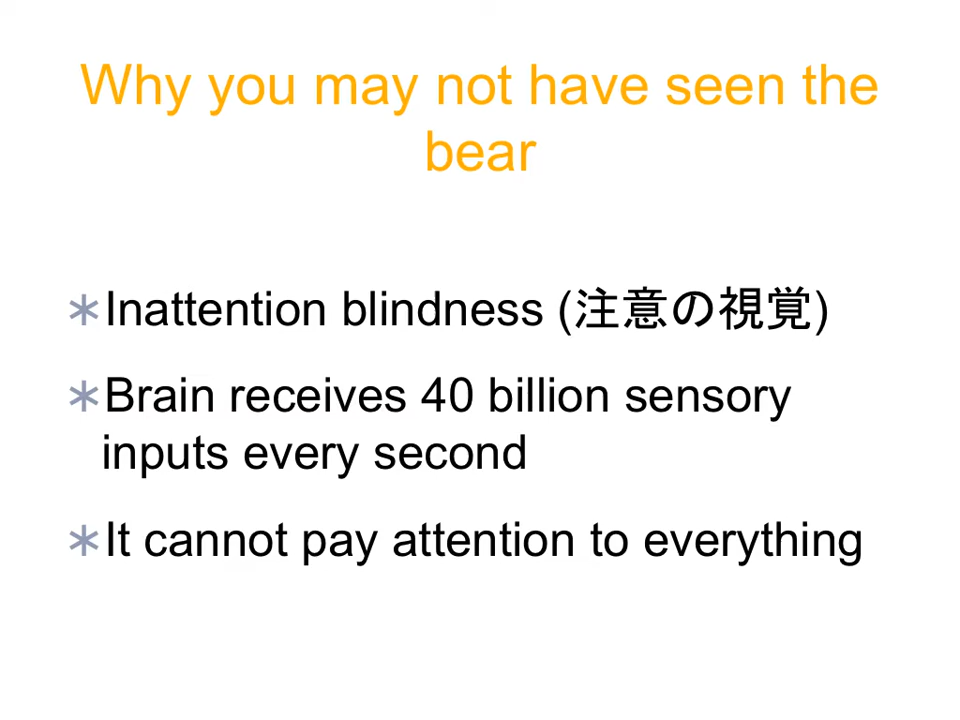 Why you may not have seen the
bear
＊Inattention blindness (注意の視覚)
＊Brain receives 40 billion sensory
inputs every second
＊It cannot pay attention to everything